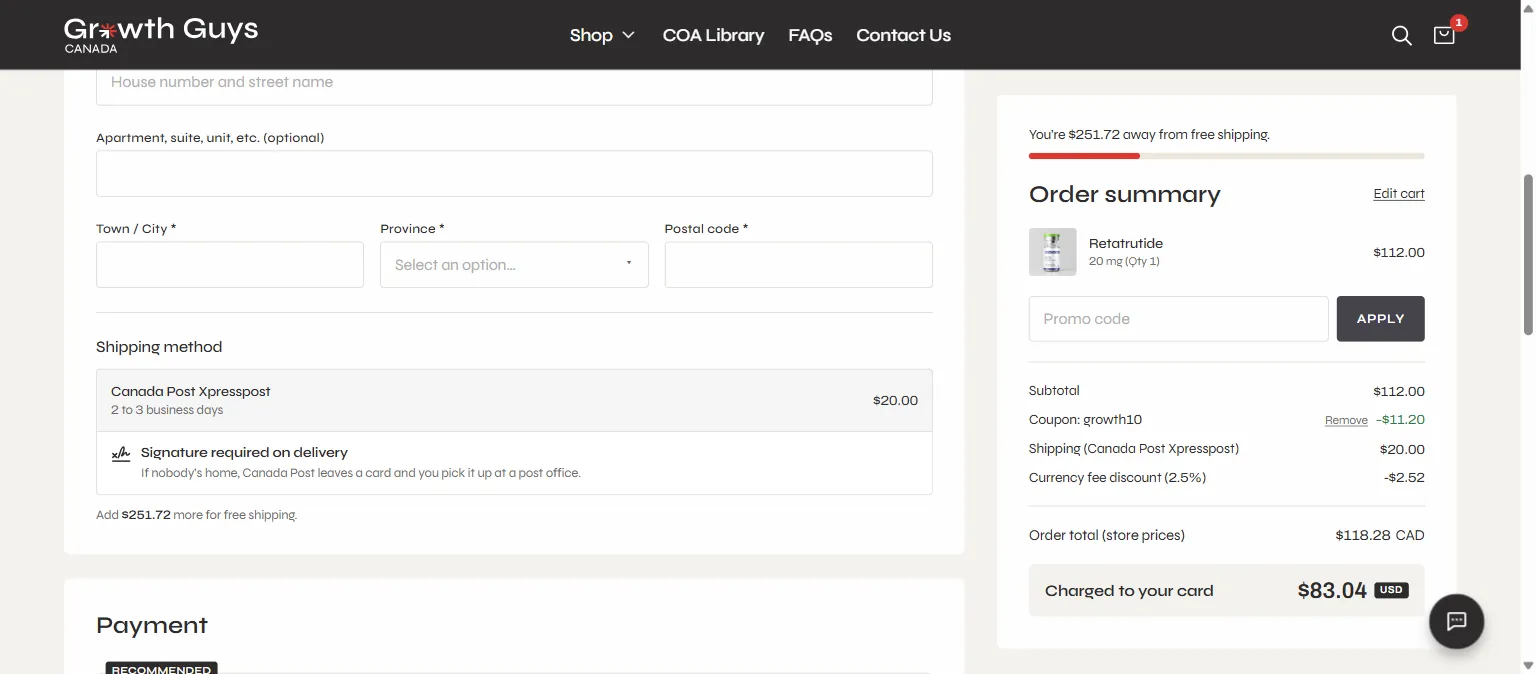 Growth Guys
CANADA
Shop
COA Library
FAQs
Contact Us
1
House number and street name
Apartment, suite, unit, etc. (optional)
Town / City *
Province *
Postal code *
Select an option...
Shipping method
Canada Post Xpresspost
2 to 3 business days
$20.00
Signature required on delivery
If nobody's home, Canada Post leaves a card and you pick it up at a post office.
Add $251.72 more for free shipping.
Payment
RECOMMENDED
You're $251.72 away from free shipping.
Order summary
Edit cart
Retatrutide
20 mg (Qty 1)
$112.00
Promo code
APPLY
Subtotal $112.00
Coupon: growth10 Remove -$11.20
Shipping (Canada Post Xpresspost) $20.00
Currency fee discount (2.5%) -$2.52
Order total (store prices) $118.28 CAD
Charged to your card $83.04 USD